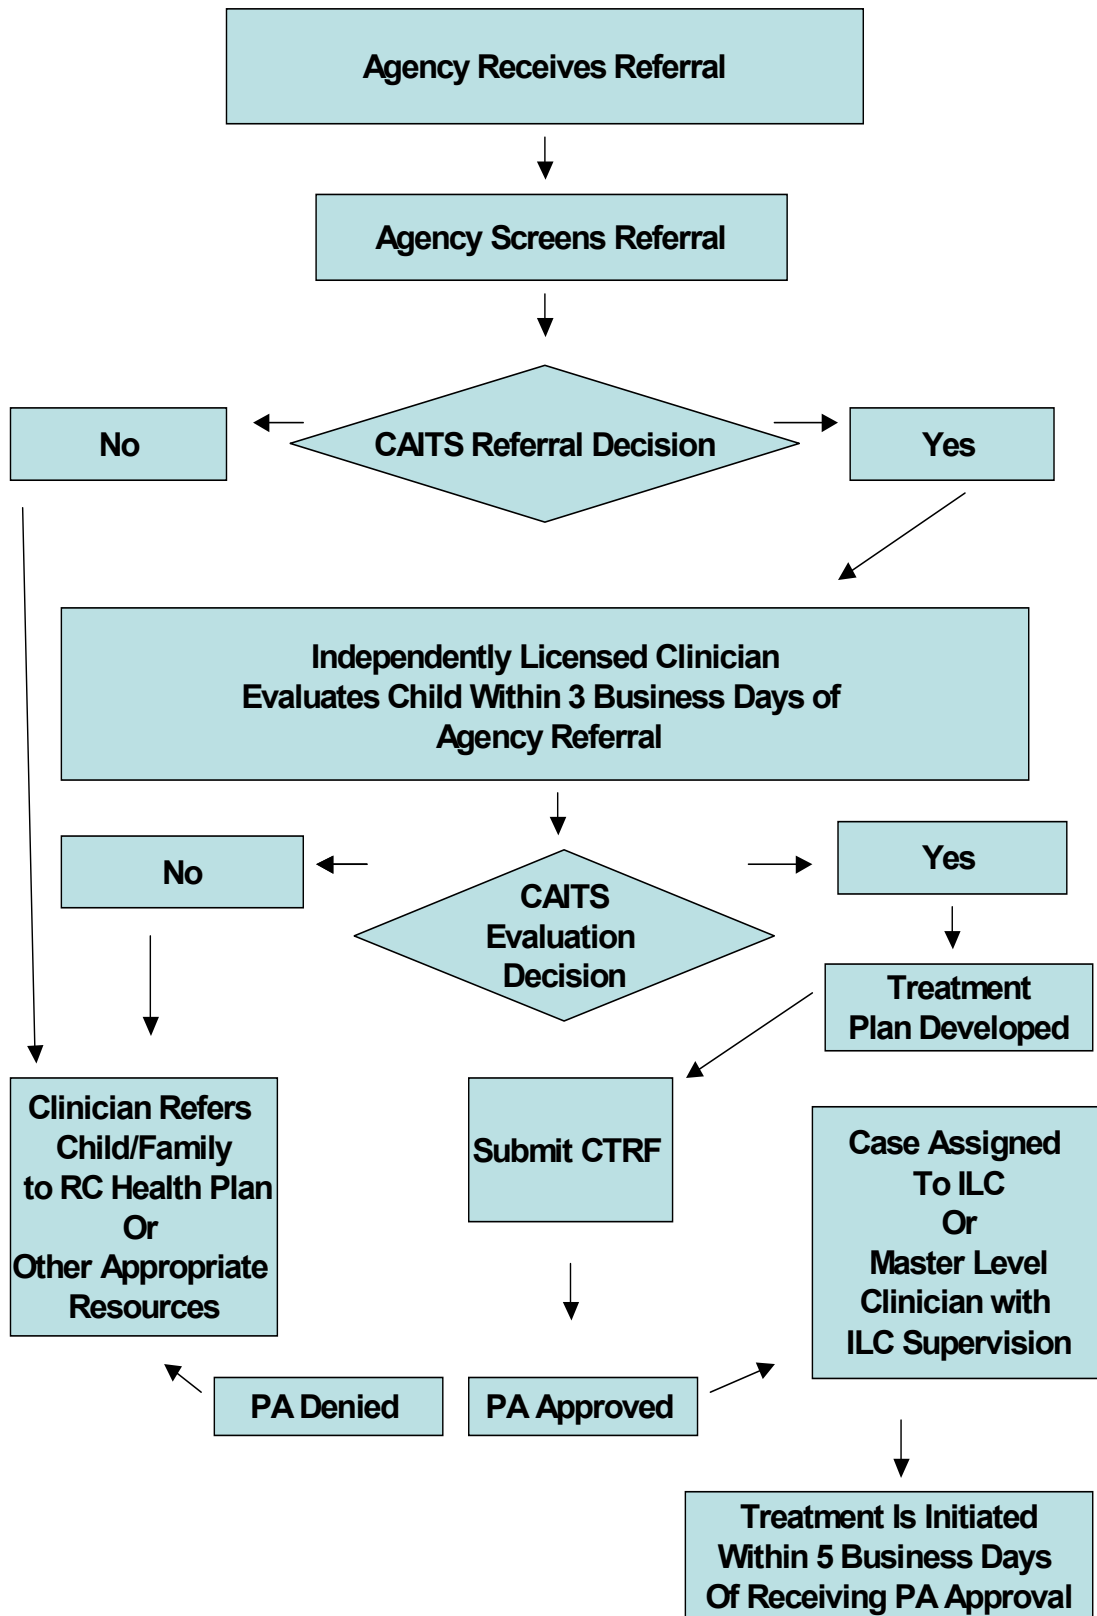 Agency Receives Referral
Agency Screens Referral
No
CAITS Referral Decision
Yes
Independently Licensed Clinician
Evaluates Child Within 3 Business Days of
Agency Referral
No
CAITS
Evaluation
Decision
Yes
Treatment
Plan Developed
Clinician Refers
Child/Family
to RC Health Plan
Or
Other Appropriate
Resources
Submit CTRF
Case Assigned
To ILC
Or
Master Level
Clinician with
ILC Supervision
PA Denied
PA Approved
Treatment Is Initiated
Within 5 Business Days
Of Receiving PA Approval